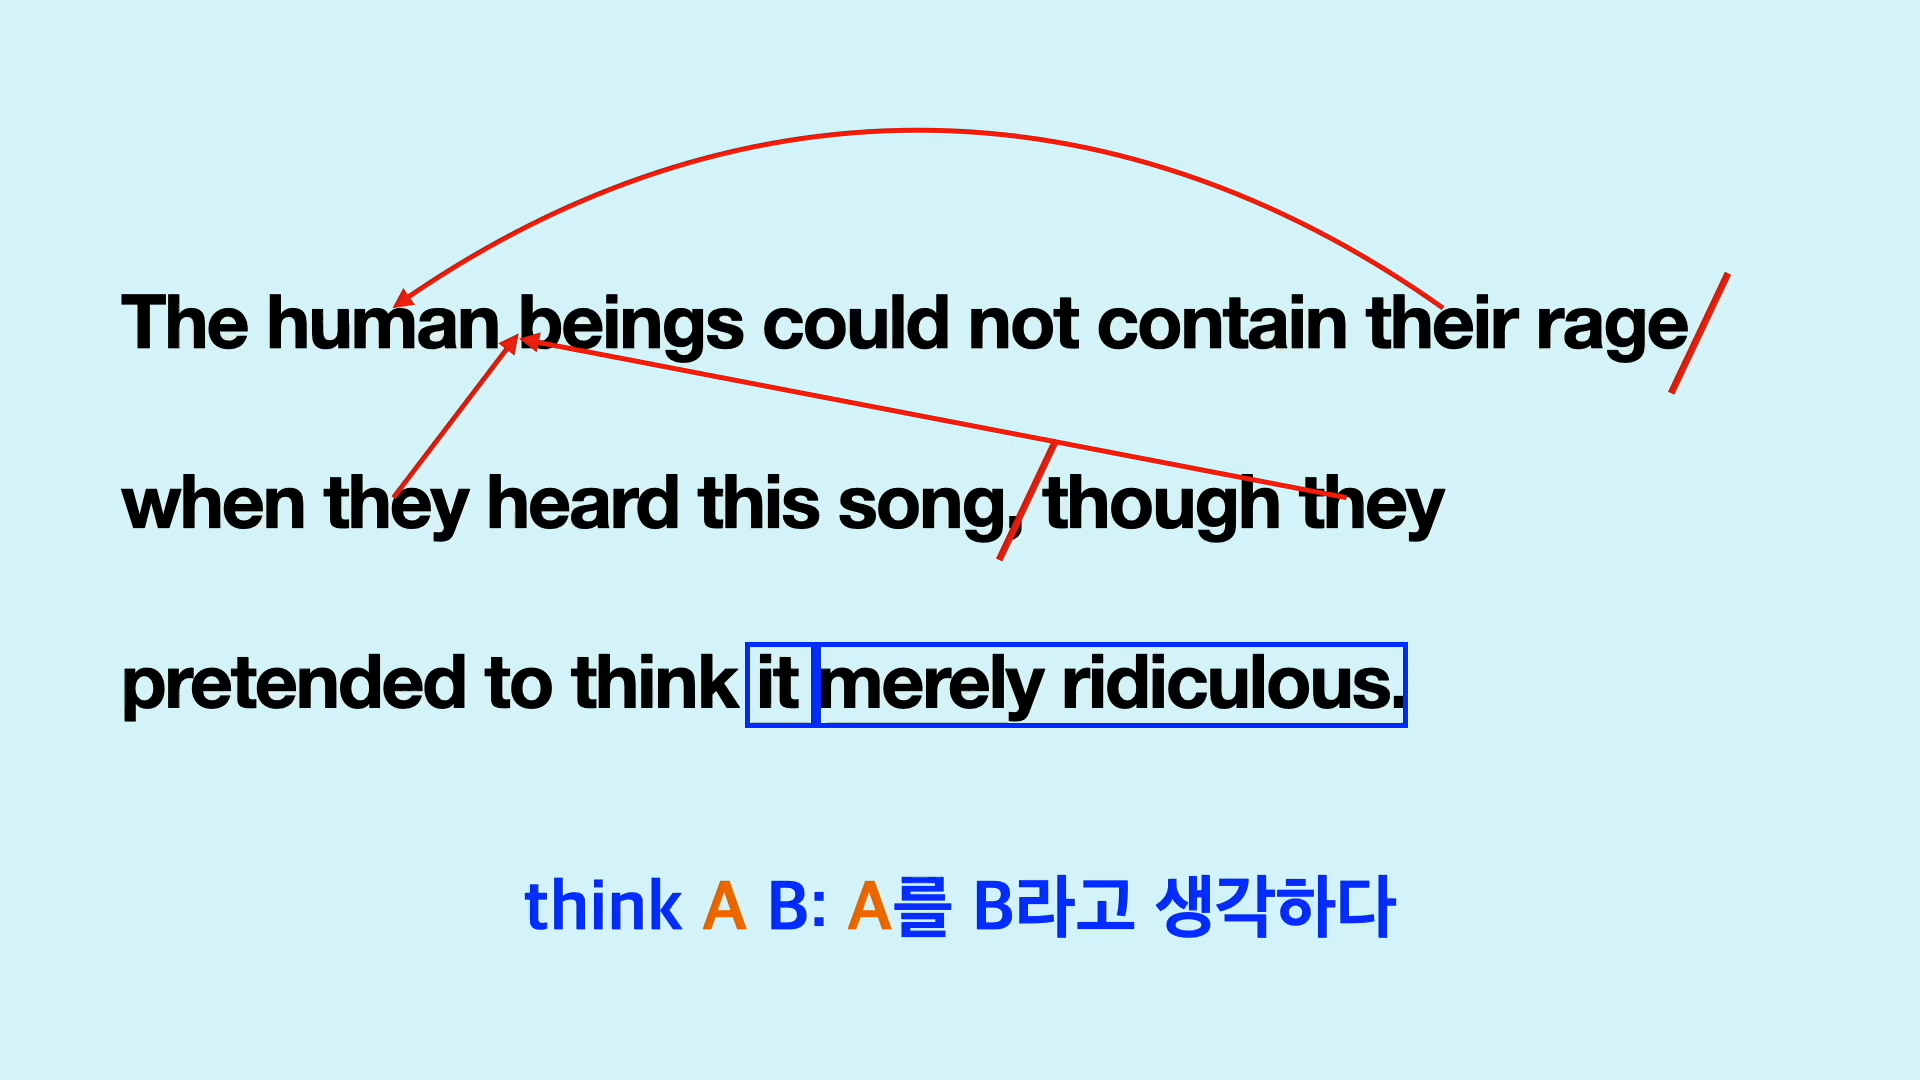 The human beings could not contain their rage
when they heard this song, though they
pretended to think it merely ridiculous.
think A B: A를 B라고 생각하다